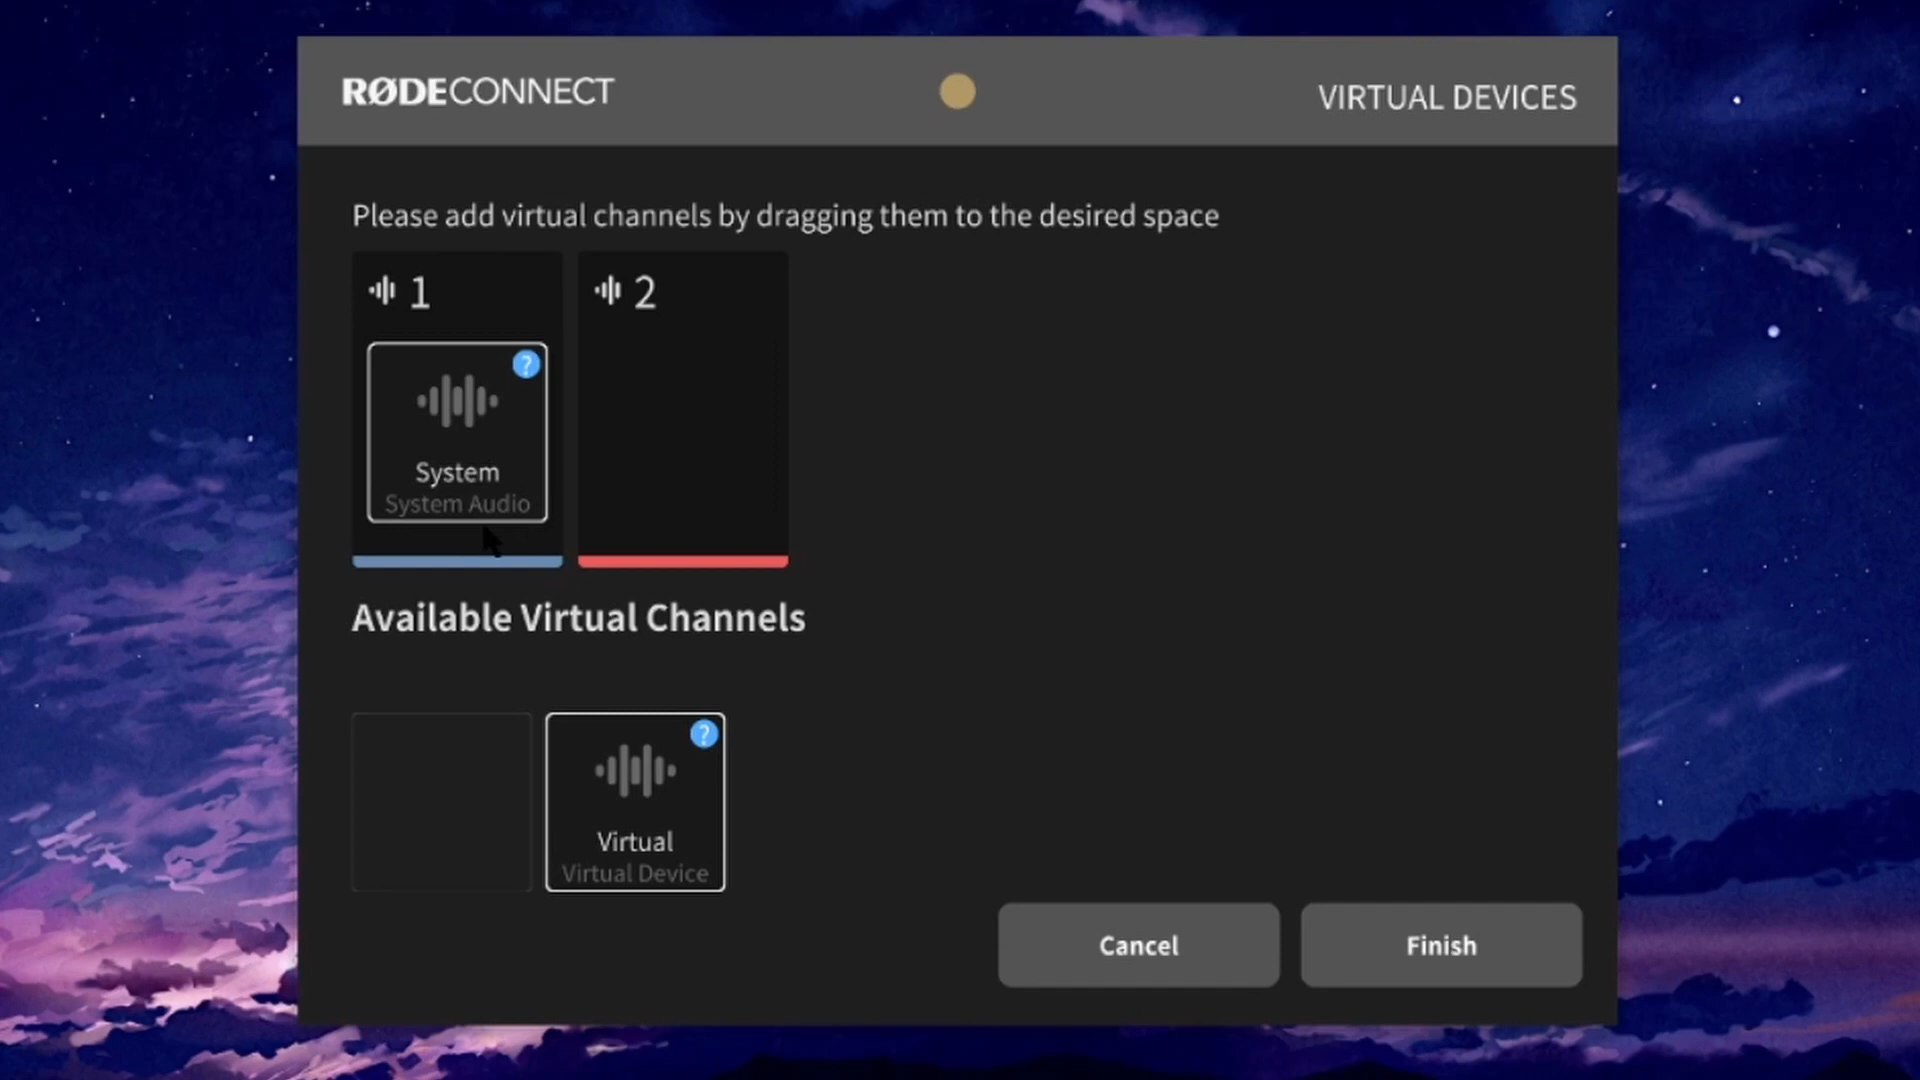 RØDECONNECT
VIRTUAL DEVICES
Please add virtual channels by dragging them to the desired space
1
2
?
System
System Audio
Available Virtual Channels
?
Virtual
Virtual Device
Cancel
Finish